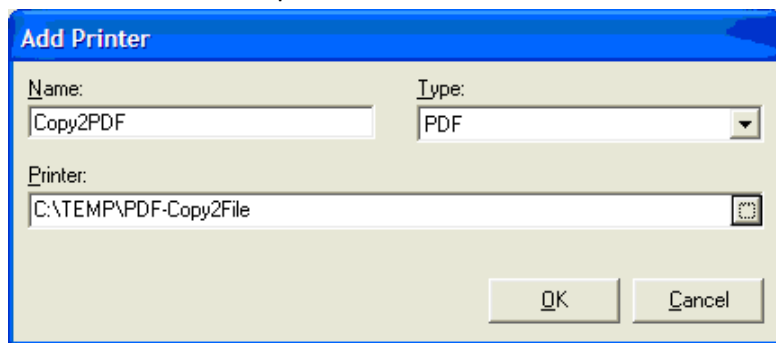 Add Printer
Name: Type:
Copy2PDF PDF
Printer:
C:\TEMP\PDF-Copy2File
OK Cancel